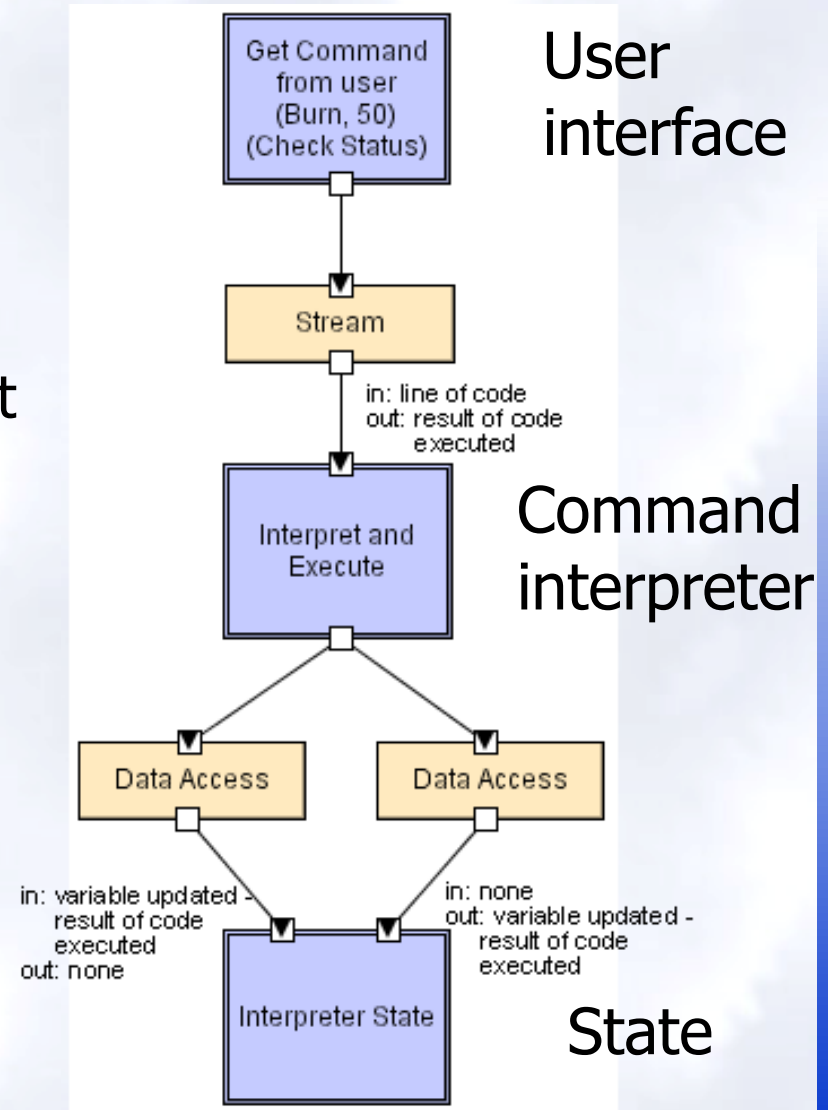 Get Command
from user
(Burn, 50)
(Check Status)
User
interface
Stream
in: line of code
out: result of code
executed
Interpret and
Execute
Command
interpreter
Data Access
Data Access
in: variable updated -
result of code
executed
out: none
in: none
out: variable updated -
result of code
executed
Interpreter State
State